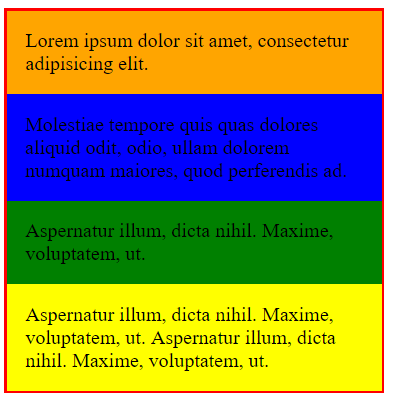 Lorem ipsum dolor sit amet, consectetur
adipisicing elit.
Molestiae tempore quis quas dolores
aliquid odit, odio, ullam dolorem
numquam maiores, quod perferendis ad.
Aspernatur illum, dicta nihil. Maxime,
voluptatem, ut.
Aspernatur illum, dicta nihil. Maxime,
voluptatem, ut. Aspernatur illum, dicta
nihil. Maxime, voluptatem, ut.